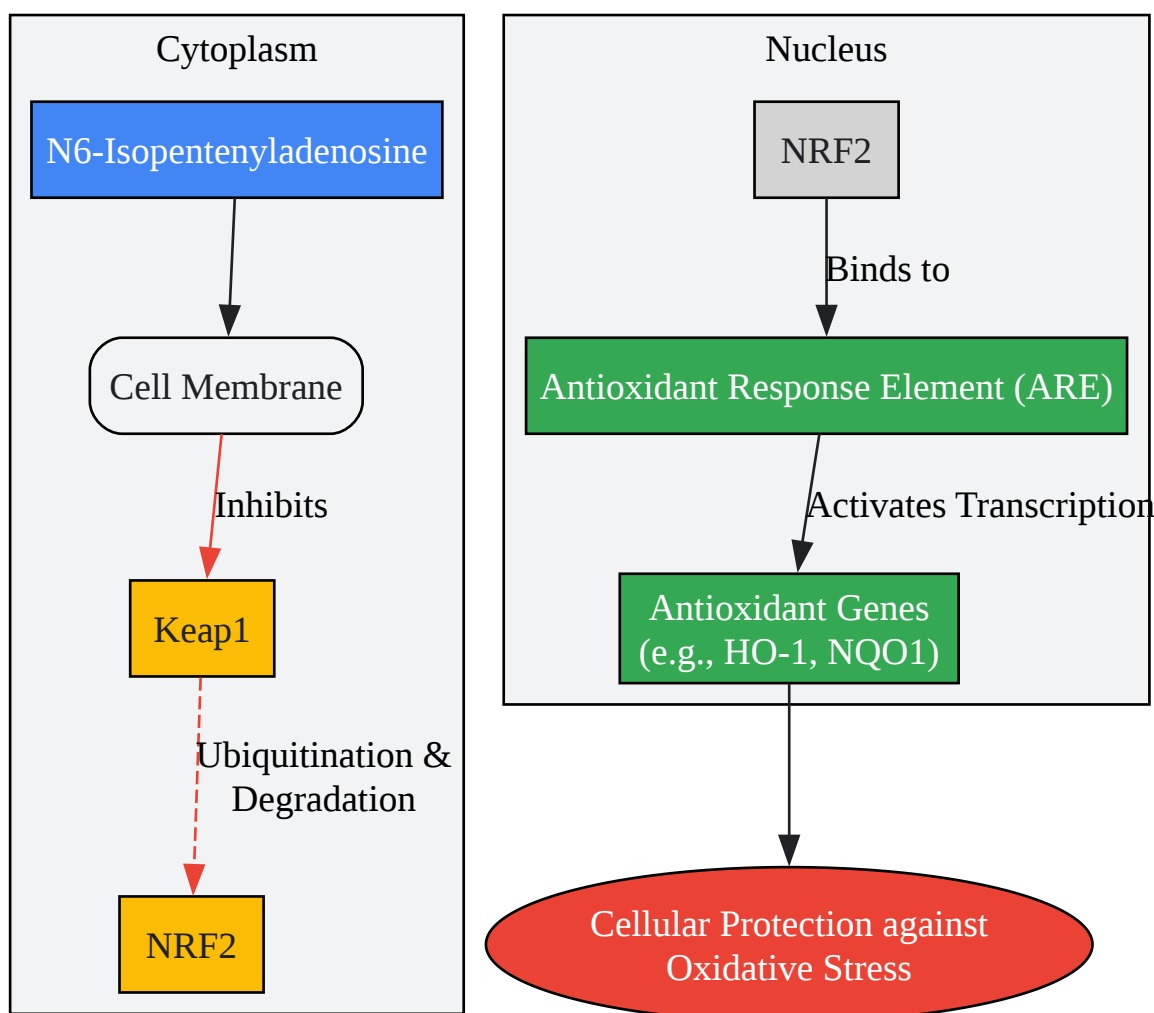 Cytoplasm
N6-Isopentenyladenosine
Cell Membrane
Inhibits
Keap1
Ubiquitination &
Degradation
NRF2
Nucleus
NRF2
Binds to
Antioxidant Response Element (ARE)
Activates Transcription
Antioxidant Genes
(e.g., HO-1, NQO1)
Cellular Protection against
Oxidative Stress